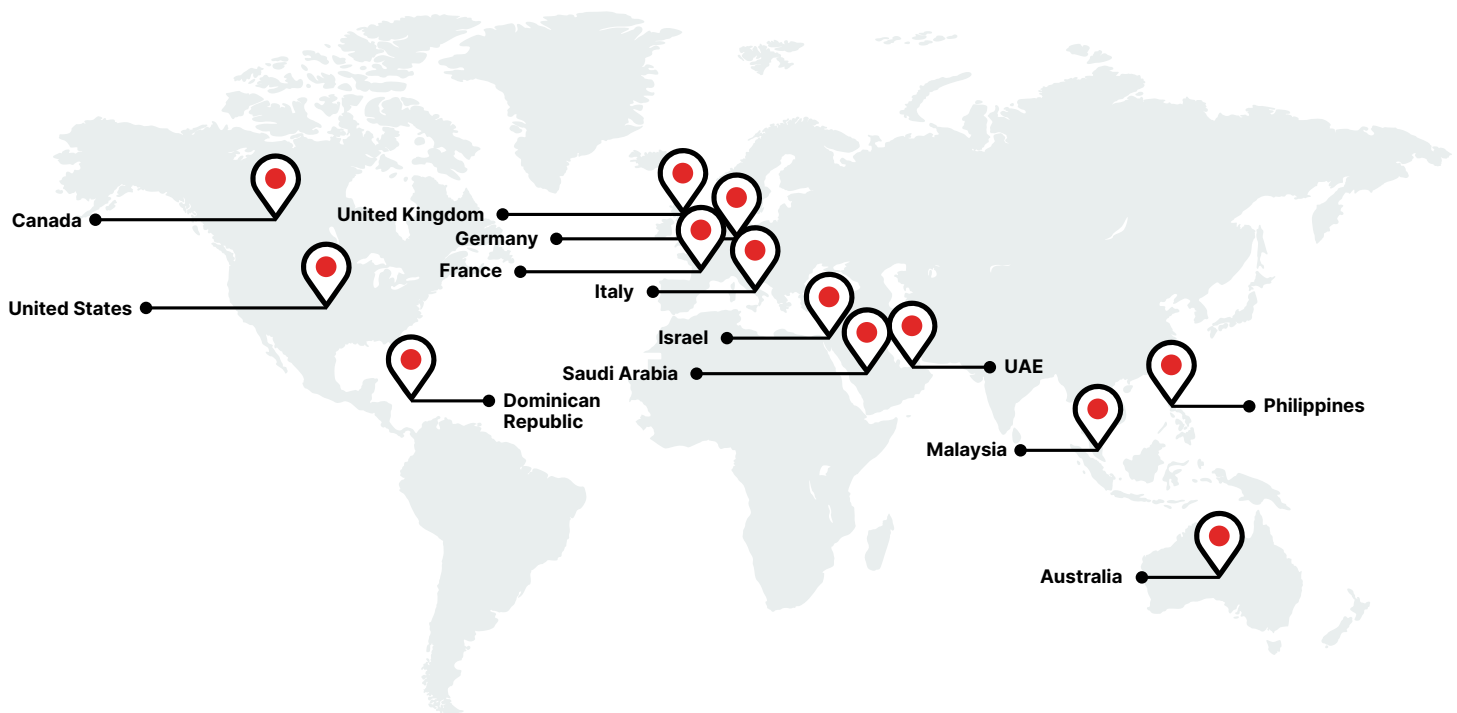 Canada
United States
Dominican
Republic
United Kingdom
Germany
France
Italy
Israel
Saudi Arabia
UAE
Philippines
Malaysia
Australia